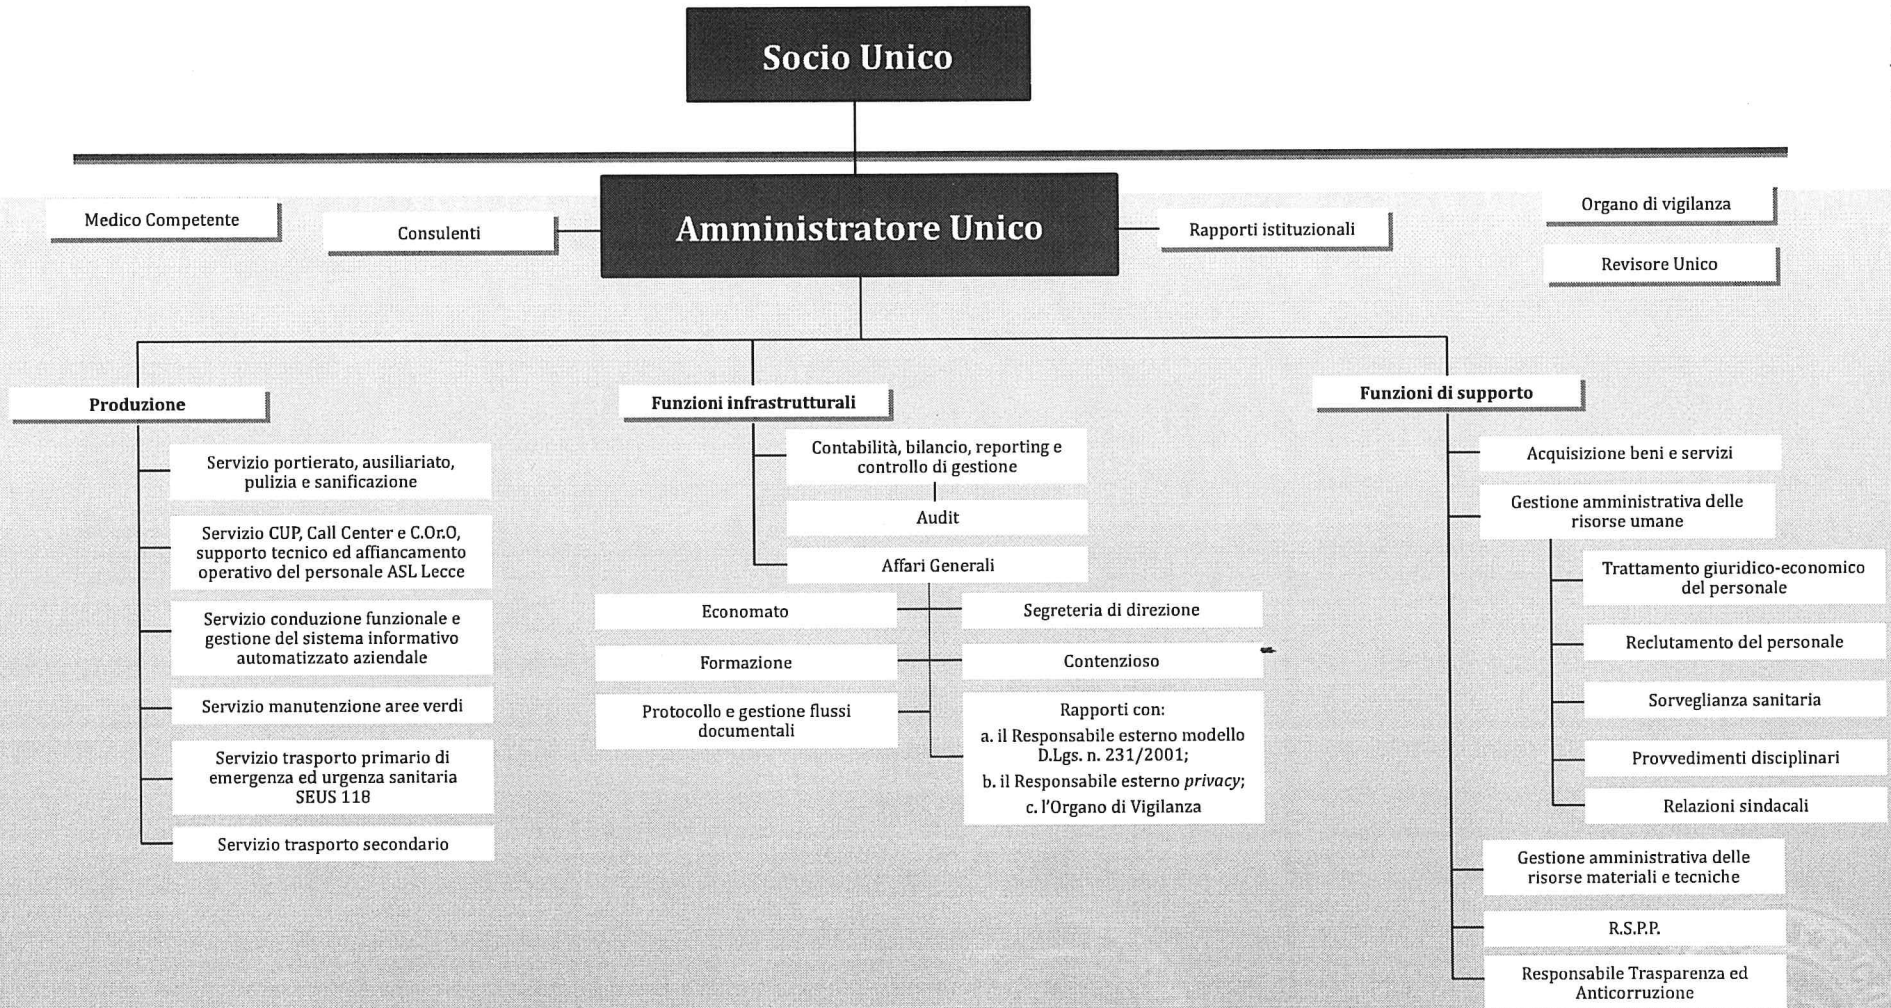 Socio Unico
Medico Competente
Consulenti
Amministratore Unico
Rapporti istituzionali
Organo di vigilanza
Revisore Unico
Produzione
Servizio portierato, ausiliariato,
pulizia e sanificazione
Servizio CUP, Call Center e C.Or.O,
supporto tecnico ed affiancamento
operativo del personale ASL Lecce
Servizio conduzione funzionale e
gestione del sistema informativo
automatizzato aziendale
Servizio manutenzione aree verdi
Servizio trasporto primario di
emergenza ed urgenza sanitaria
SEUS 118
Servizio trasporto secondario
Funzioni infrastrutturali
Contabilità, bilancio, reporting e
controllo di gestione
Audit
Affari Generali
Economato
Segreteria di direzione
Formazione
Contenzioso
Protocollo e gestione flussi
documentali
Rapporti con:
a. il Responsabile esterno modello
D.Lgs. n. 231/2001;
b. il Responsabile esterno privacy;
c. l'Organo di Vigilanza
Funzioni di supporto
Acquisizione beni e servizi
Gestione amministrativa delle
risorse umane
Trattamento giuridico-economico
del personale
Reclutamento del personale
Sorveglianza sanitaria
Provvedimenti disciplinari
Relazioni sindacali
Gestione amministrativa delle
risorse materiali e tecniche
R.S.P.P.
Responsabile Trasparenza ed
Anticorruzione